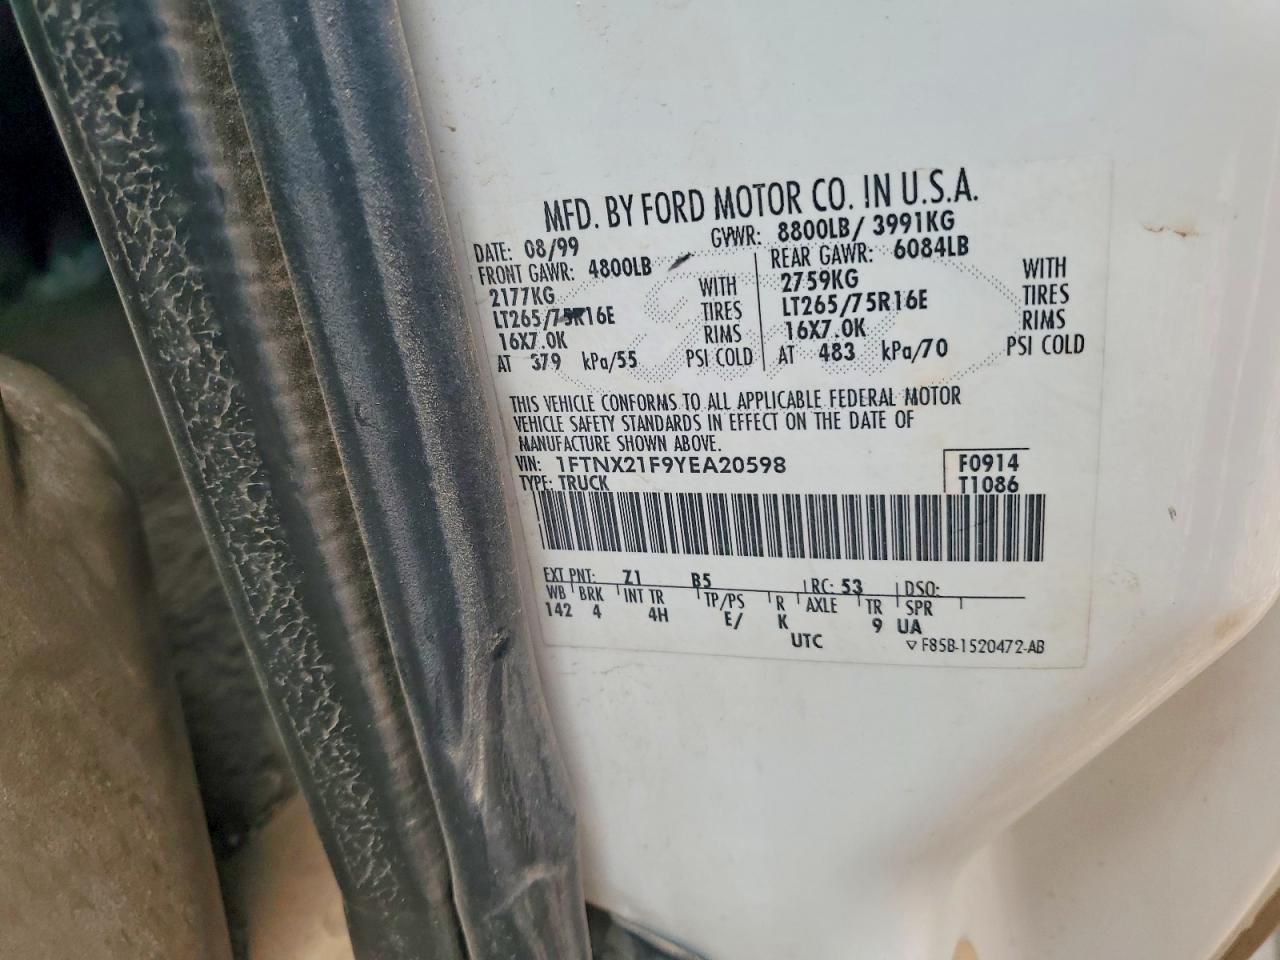 MFD. BY FORD MOTOR CO. IN U.S.A.
DATE: 08/99 GVWR: 8800LB/ 3991KG
FRONT GAWR: 4800LB REAR GAWR: 6084LB
2177KG WITH 2759KG WITH
LT265/75R16E TIRES LT265/75R16E TIRES
16X7.0K RIMS 16X7.0K RIMS
AT 379 kPa/55 PSI COLD AT 483 kPa/70 PSI COLD
THIS VEHICLE CONFORMS TO ALL APPLICABLE FEDERAL MOTOR
VEHICLE SAFETY STANDARDS IN EFFECT ON THE DATE OF
MANUFACTURE SHOWN ABOVE.
VIN: 1FTNX21F9YEA20598 F0914
TYPE: TRUCK T1086
EXT PNT: Z1 B5 RC: 53 DSO:
WB BRK INT TR TP/PS R AXLE TR SPR
142 4 4H E/ K 9 UA
UTC ▽ F85B-1520472-AB